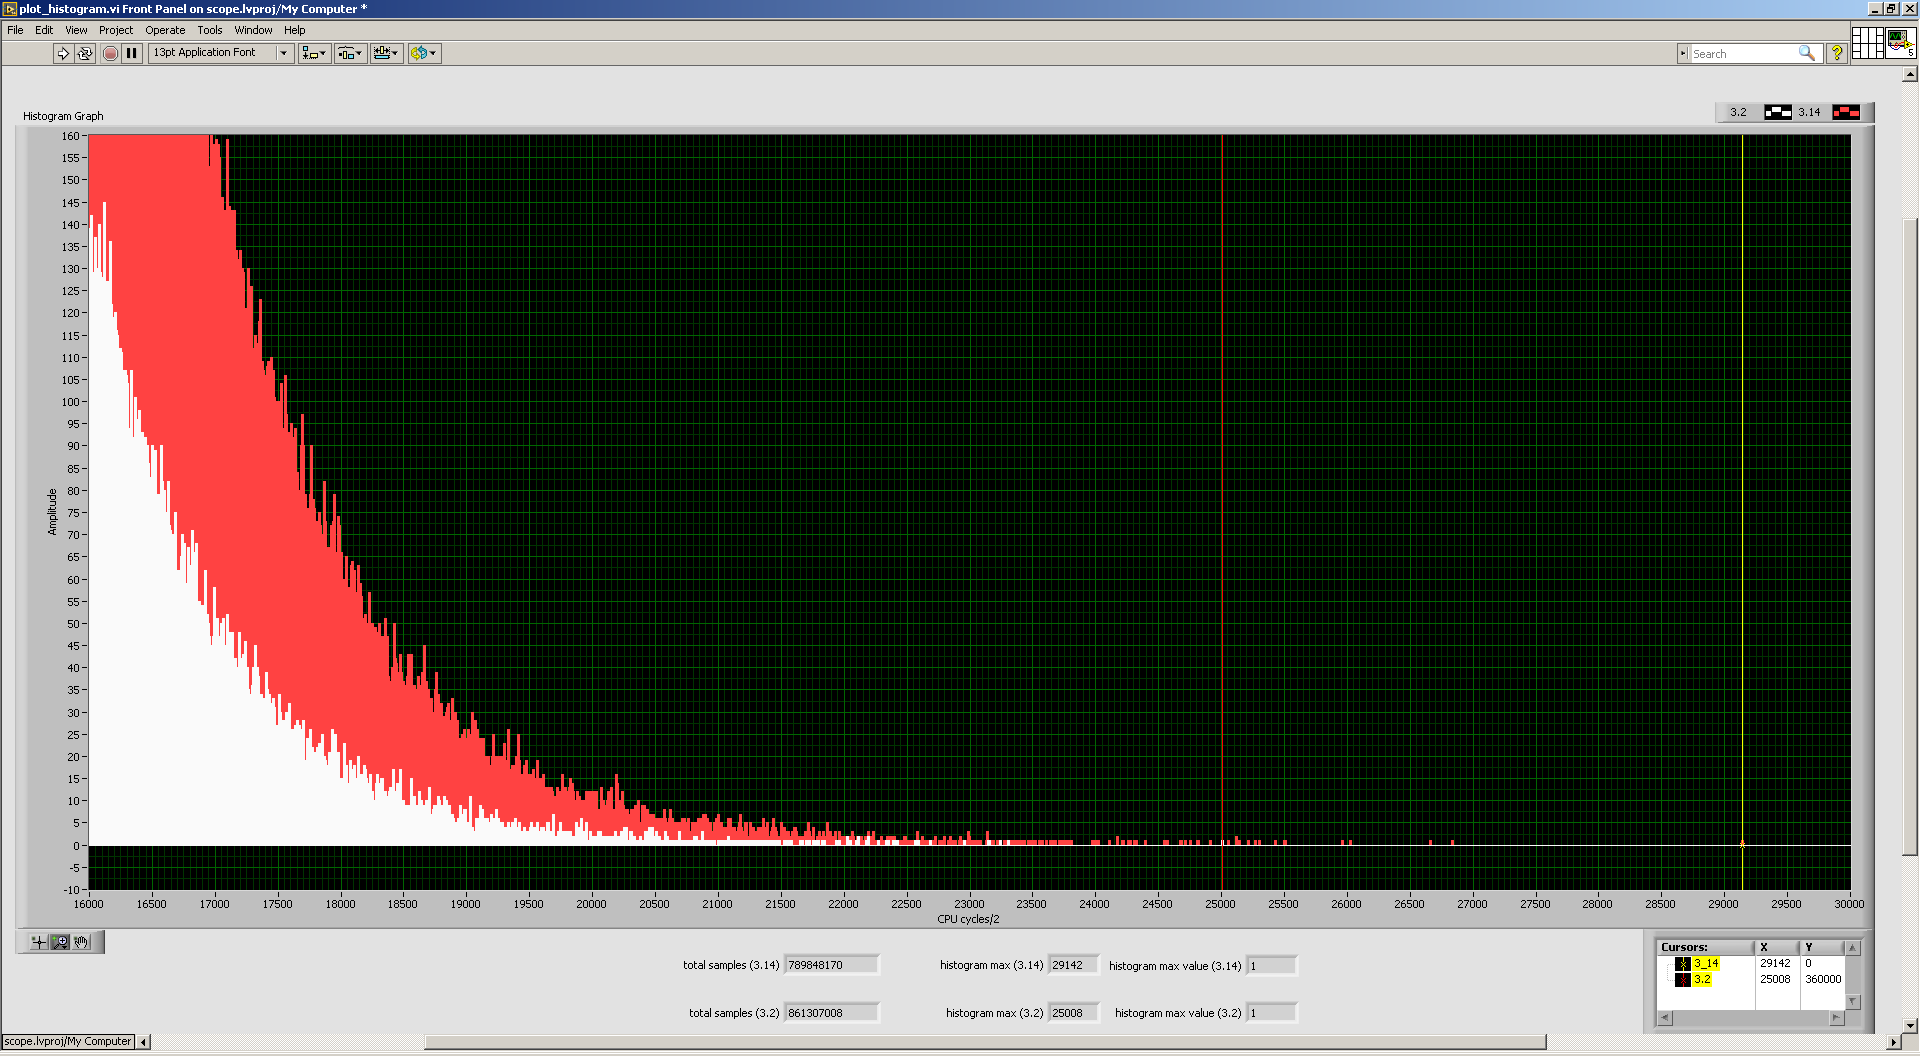 plot_histogram.vi Front Panel on scope.lvproj/My Computer *
File Edit View Project Operate Tools Window Help
13pt Application Font
Search
?
5
Histogram Graph
3.2 3.14
160
155
150
145
140
135
130
125
120
115
110
105
100
95
90
85
80
75
70
65
60
55
50
45
40
35
30
25
20
15
10
5
0
-5
-10
Amplitude
16000 16500 17000 17500 18000 18500 19000 19500 20000 20500 21000 21500 22000 22500 23000 23500 24000 24500 25000 25500 26000 26500 27000 27500 28000 28500 29000 29500 30000
CPU cycles/2
total samples (3.14) 789848170 histogram max (3.14) 29142 histogram max value (3.14) 1
total samples (3.2) 861307008 histogram max (3.2) 25008 histogram max value (3.2) 1
Cursors: X Y
3_14 29142 0
3.2 25008 360000
scope.lvproj/My Computer